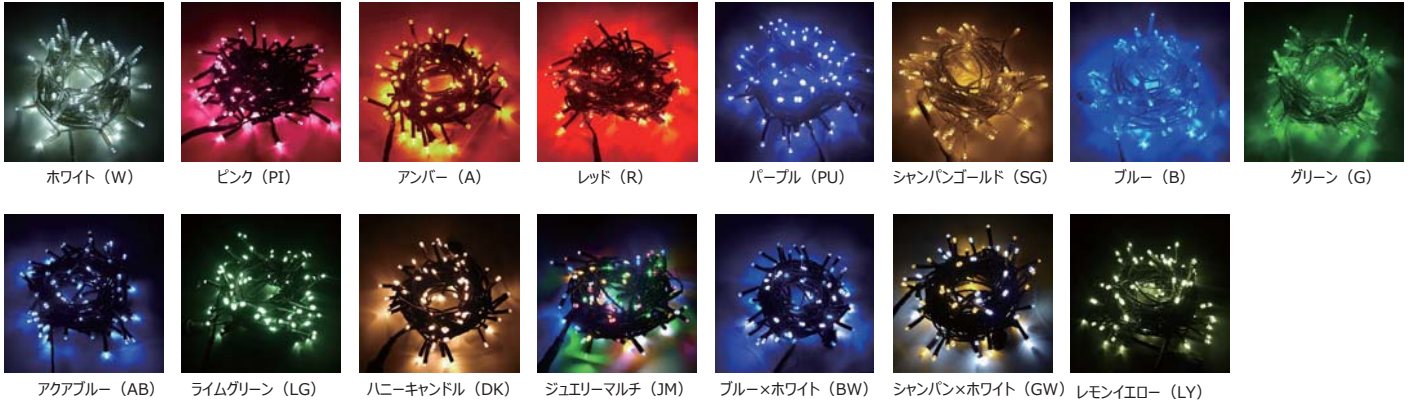 ホワイト（W） ピンク（PI） アンバー（A） レッド（R） パープル（PU） シャンパンゴールド（SG） ブルー（B） グリーン（G）
アクアブルー（AB） ライムグリーン（LG） ハニーキャンドル（DK） ジュエリーマルチ（JM） ブルー×ホワイト（BW） シャンパン×ホワイト（GW） レモンイエロー（LY）